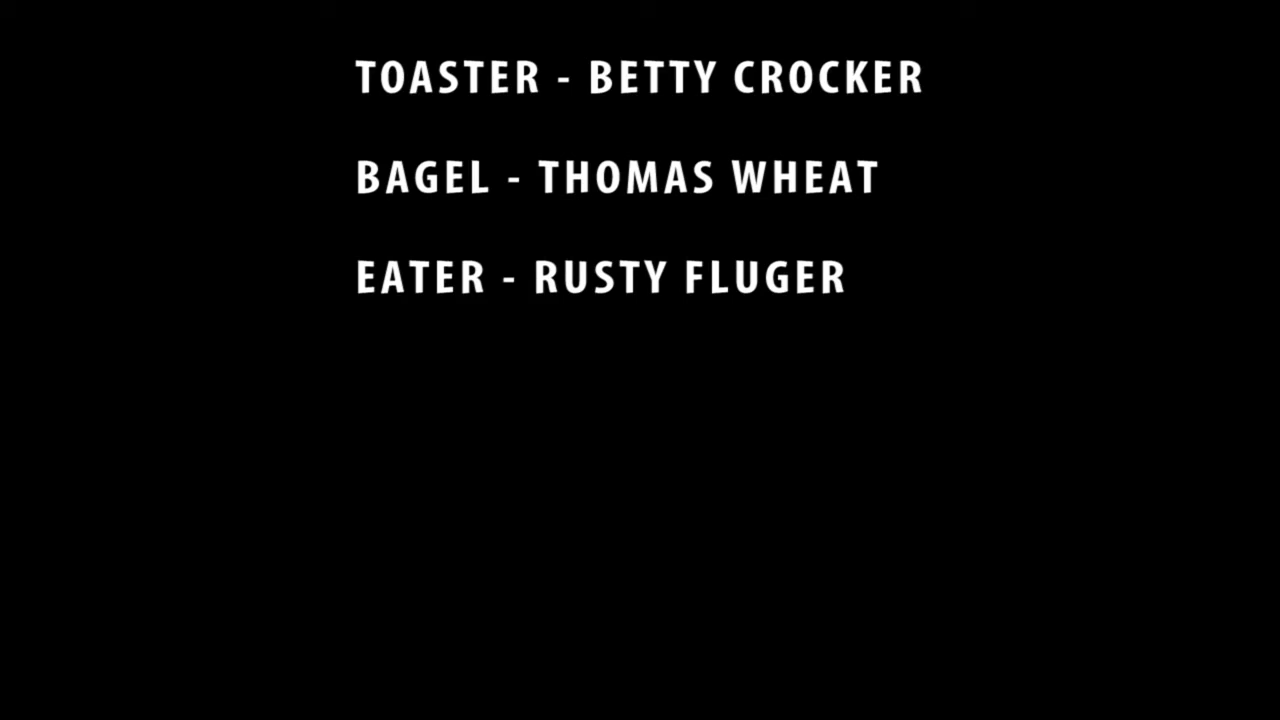 TOASTER - BETTY CROCKER
BAGEL - THOMAS WHEAT
EATER - RUSTY FLUGER